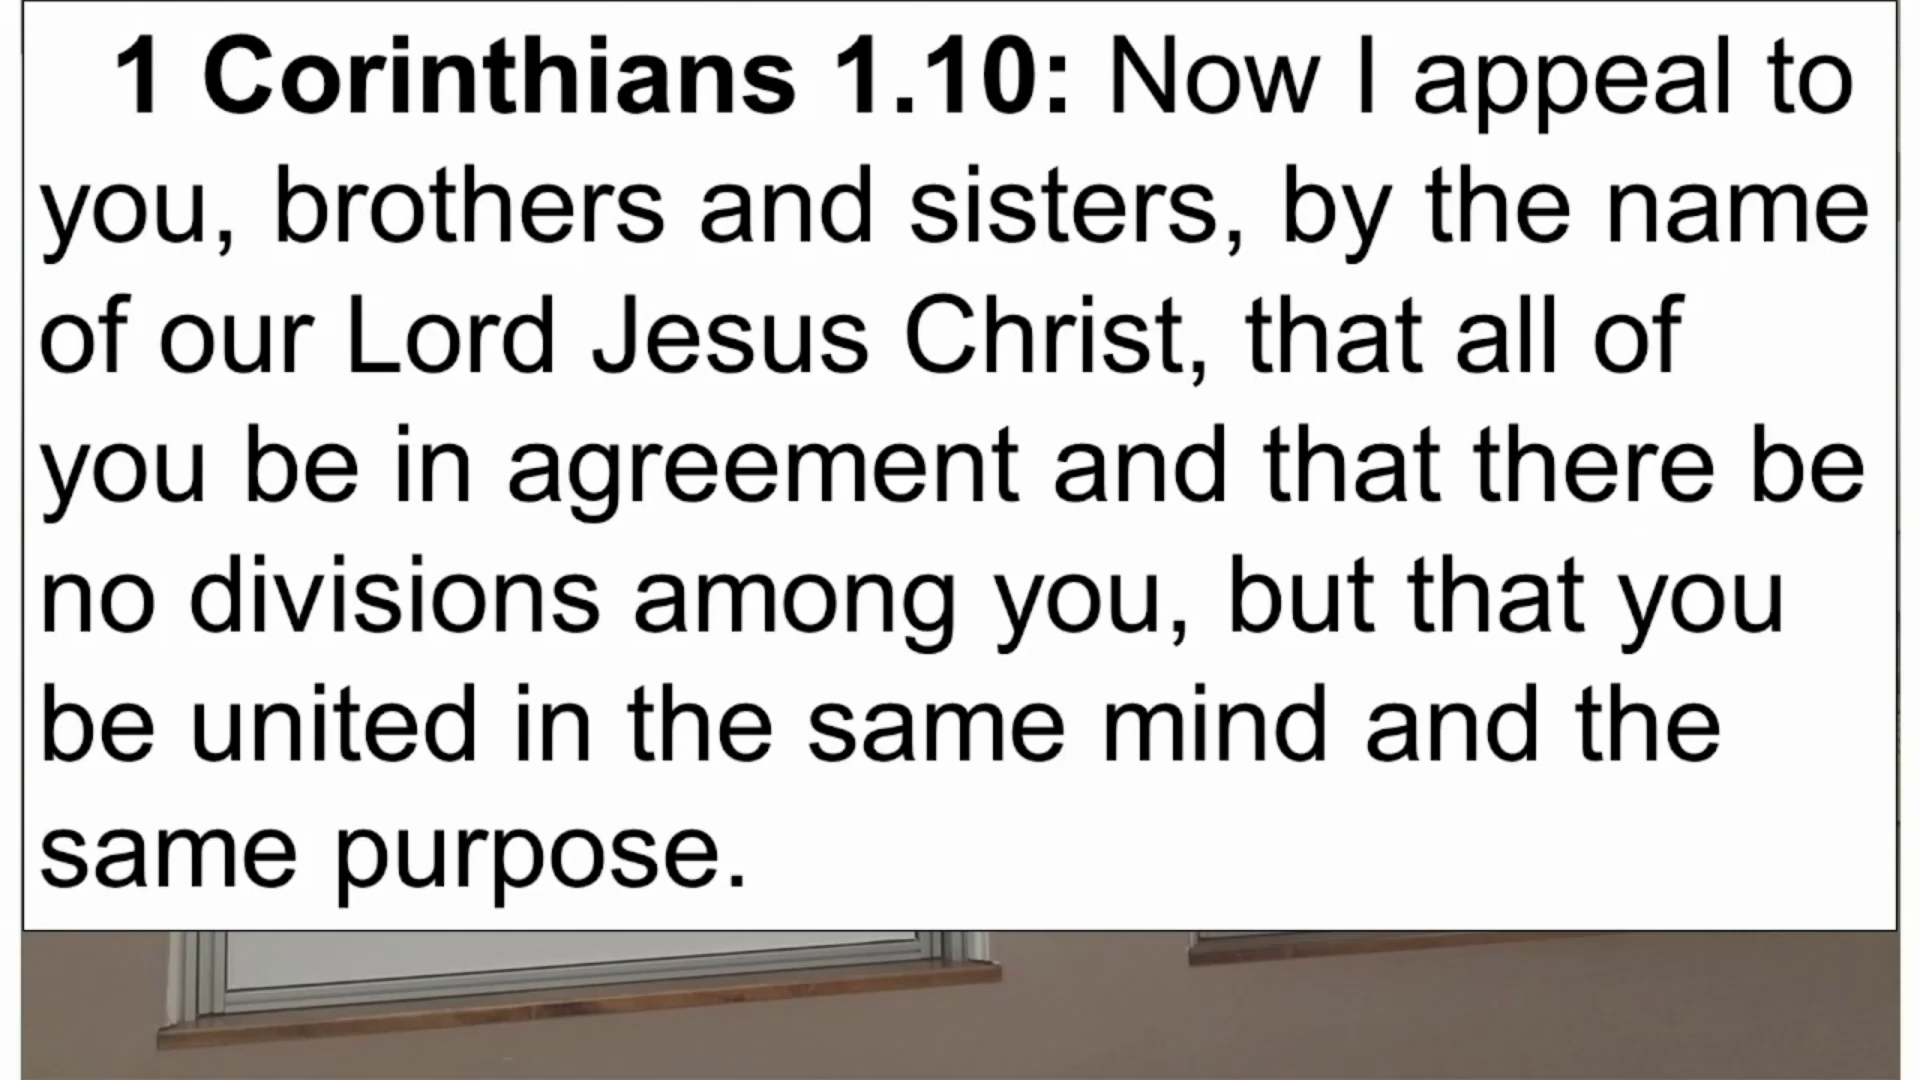 1 Corinthians 1.10: Now I appeal to
you, brothers and sisters, by the name
of our Lord Jesus Christ, that all of
you be in agreement and that there be
no divisions among you, but that you
be united in the same mind and the
same purpose.